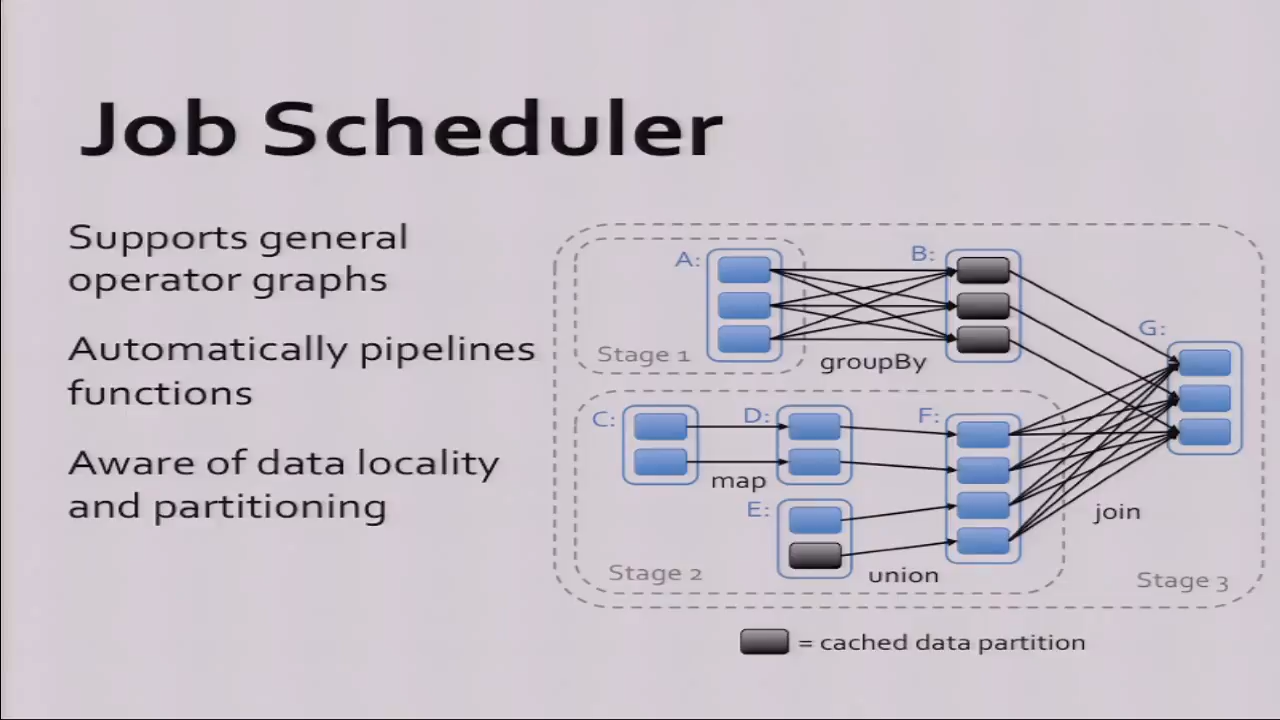 Job Scheduler
Supports general
operator graphs
Automatically pipelines
functions
Aware of data locality
and partitioning
A:
B:
Stage 1
groupBy
G:
C:
D:
F:
map
E:
join
Stage 2
union
Stage 3
= cached data partition